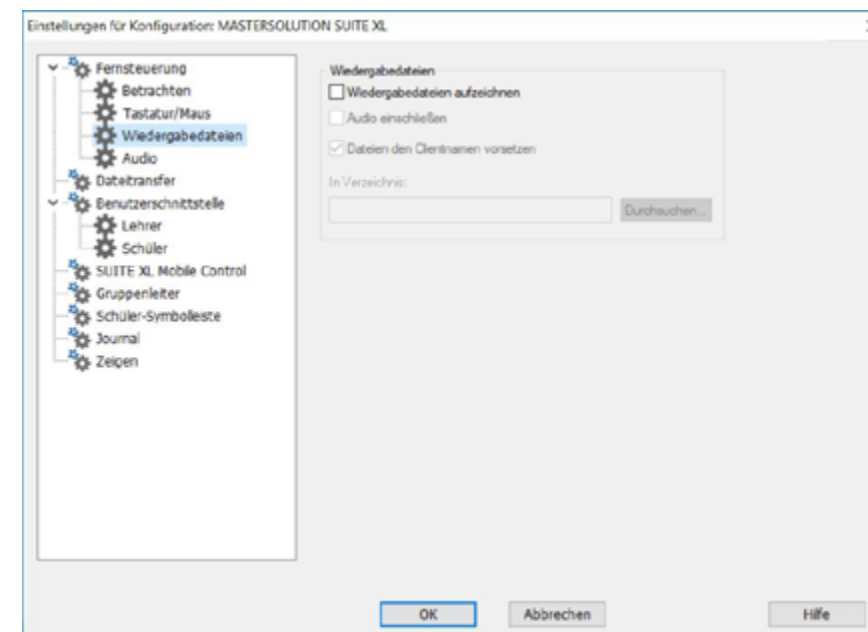 Einstellungen für Konfiguration: MASTERSOLUTION SUITE XL
Fernsteuerung
Betrachten
Tastatur/Maus
Wiedergabedateien
Audio
Dateitransfer
Benutzerschnittstelle
Lehrer
Schüler
SUITE XL Mobile Control
Gruppenleiter
Schüler-Symbolleiste
Journal
Zeigen
Wiedergabedateien
Wiedergabedateien aufzeichnen
Audio einschließen
Dateien den Clientnamen vorsetzen
In Verzeichnis:
Durchsuchen...
OK Abbrechen Hilfe